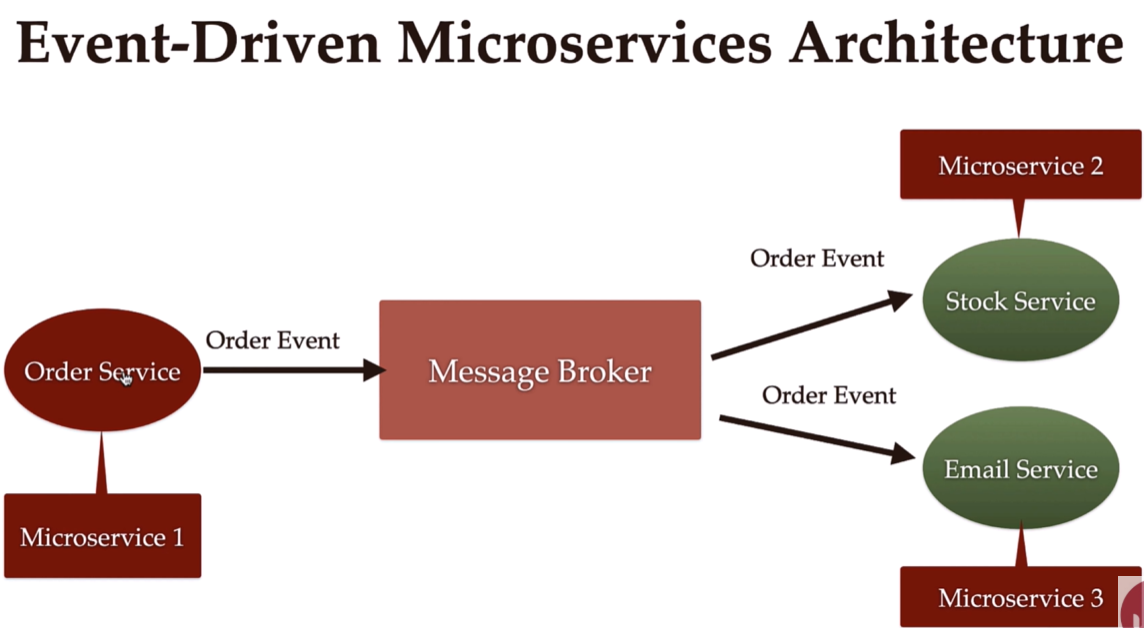 Event-Driven Microservices Architecture
Microservice 2
Order Event
Stock Service
Order Event
Order Service
Message Broker
Order Event
Email Service
Microservice 1
Microservice 3